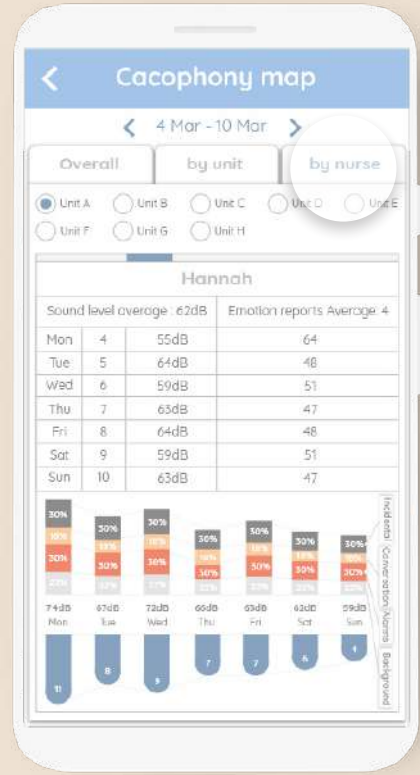 Cacophony map
4 Mar - 10 Mar
Overall by unit by nurse
Unit A Unit B Unit C Unit D Unit E
Unit F Unit G Unit H
Hannah
Sound level average : 62dB Emotion reports Average: 4
Mon 4 55dB 64
Tue 5 64dB 48
Wed 6 59dB 51
Thu 7 63dB 47
Fri 8 64dB 48
Sat 9 59dB 51
Sun 10 63dB 47
30% 30% 30% 30% 30% 30% 30%
30% 30% 30% 30% 30% 30% 30%
Incidental
Conversation
Alarms
Background
74dB 67dB 72dB 66dB 63dB 62dB 59dB
Mon Tue Wed Thu Fri Sat Sun
11 8 9 7 7 6 4